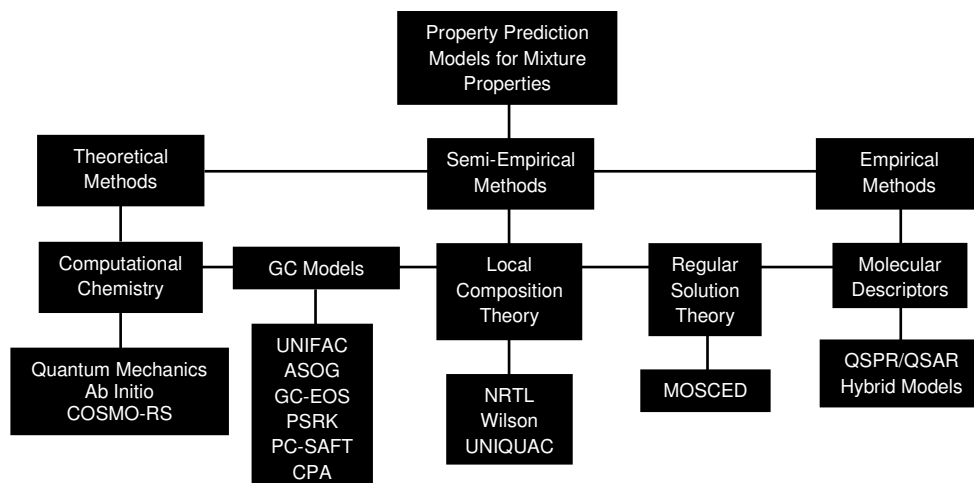 Property Prediction
Models for Mixture
Properties
Theoretical
Methods
Semi-Empirical
Methods
Empirical
Methods
Computational
Chemistry
GC Models
Local
Composition
Theory
Regular
Solution
Theory
Molecular
Descriptors
Quantum Mechanics
Ab Initio
COSMO-RS
UNIFAC
ASOG
GC-EOS
PSRK
PC-SAFT
CPA
NRTL
Wilson
UNIQUAC
MOSCED
QSPR/QSAR
Hybrid Models